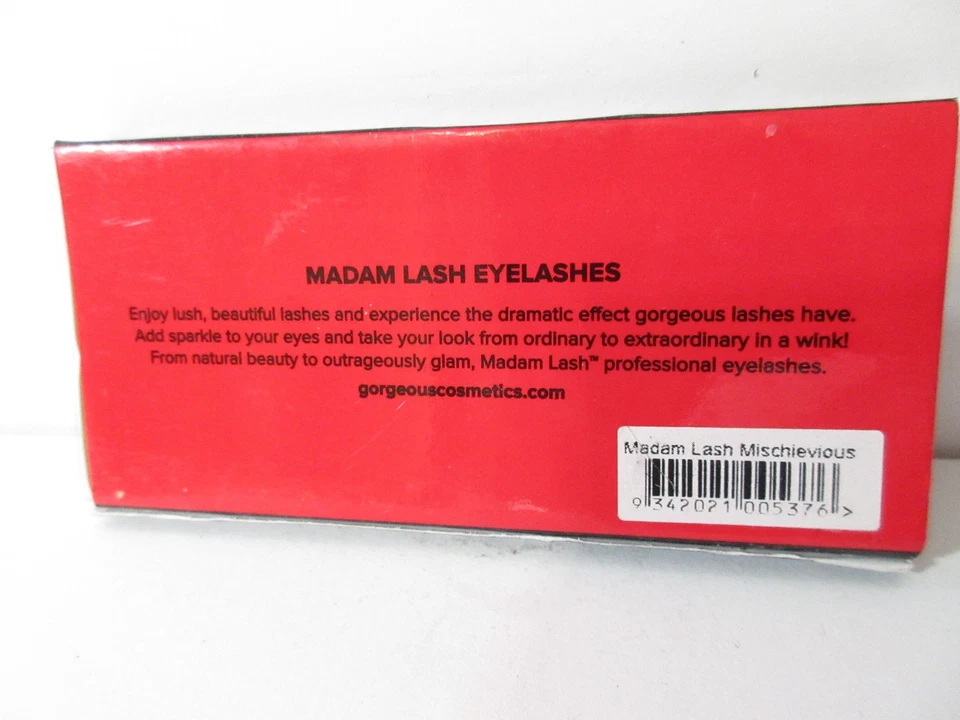 MADAM LASH EYELASHES
Enjoy lush, beautiful lashes and experience the dramatic effect gorgeous lashes have.
Add sparkle to your eyes and take your look from ordinary to extraordinary in a wink!
From natural beauty to outrageously glam, Madam Lash™ professional eyelashes.
gorgeouscosmetics.com
Madam Lash Mischievious
9 342021 005376 >